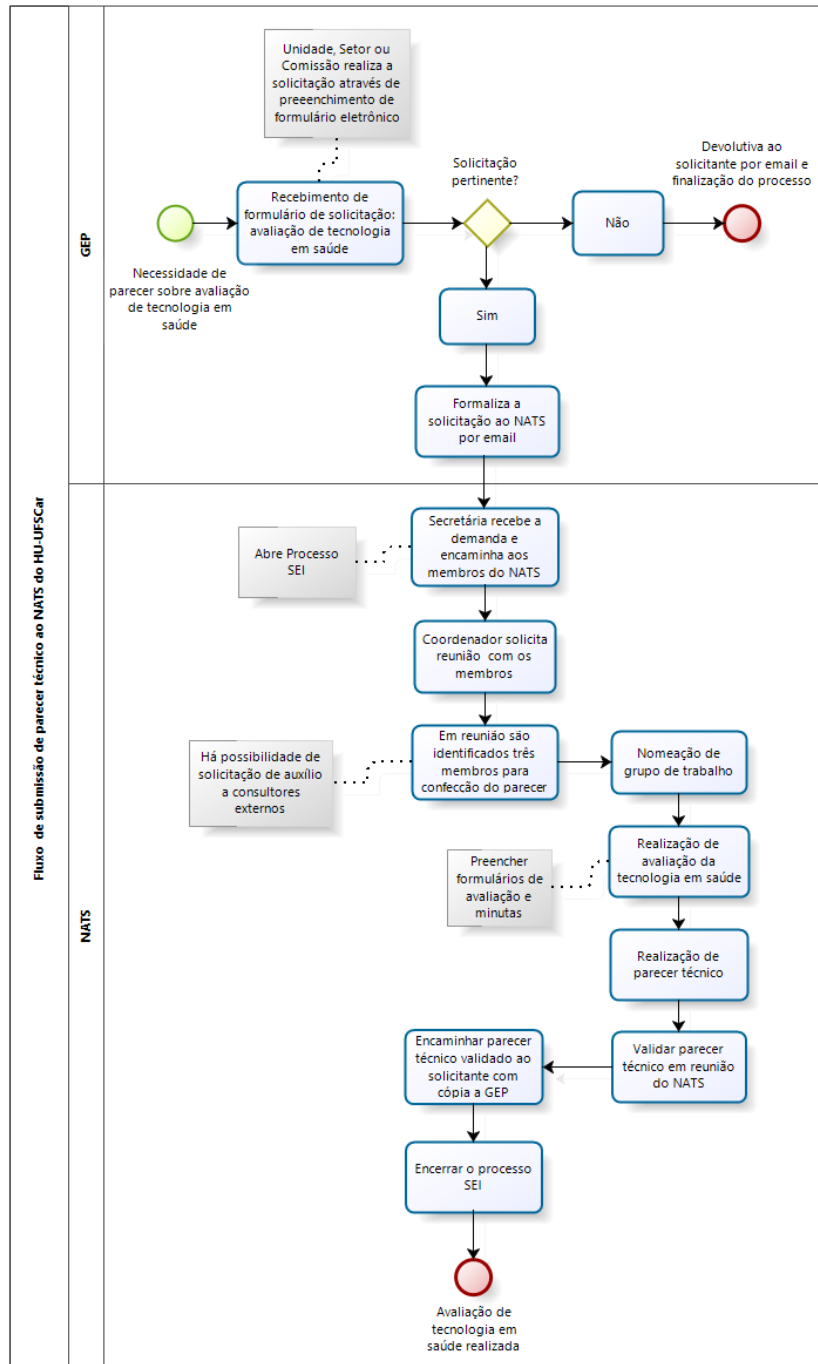 Fluxo de submissão de parecer técnico ao NATS do HU-UFSCar
GEP
Unidade, Setor ou
Comissão realiza a
solicitação através de
preeenchimento de
formulário eletrônico
Necessidade de
parecer sobre avaliação
de tecnologia em
saúde
Recebimento de
formulário de solicitação:
avaliação de tecnologia
em saúde
Solicitação
pertinente?
Não
Devolutiva ao
solicitante por email e
finalização do processo
Sim
Formaliza a
solicitação ao NATS
por email
NATS
Secretária recebe a
demanda e
encaminha aos
membros do NATS
Abre Processo
SEI
Coordenador solicita
reunião com os
membros
Em reunião são
identificados três
membros para
confecção do parecer
Há possibilidade de
solicitação de auxílio
a consultores
externos
Nomeação de
grupo de trabalho
Realização de
avaliação da
tecnologia em saúde
Preencher
formulários de
avaliação e
minutas
Realização de
parecer técnico
Validar parecer
técnico em reunião
do NATS
Encaminhar parecer
técnico validado ao
solicitante com
cópia a GEP
Encerrar o processo
SEI
Avaliação de
tecnologia em
saúde realizada